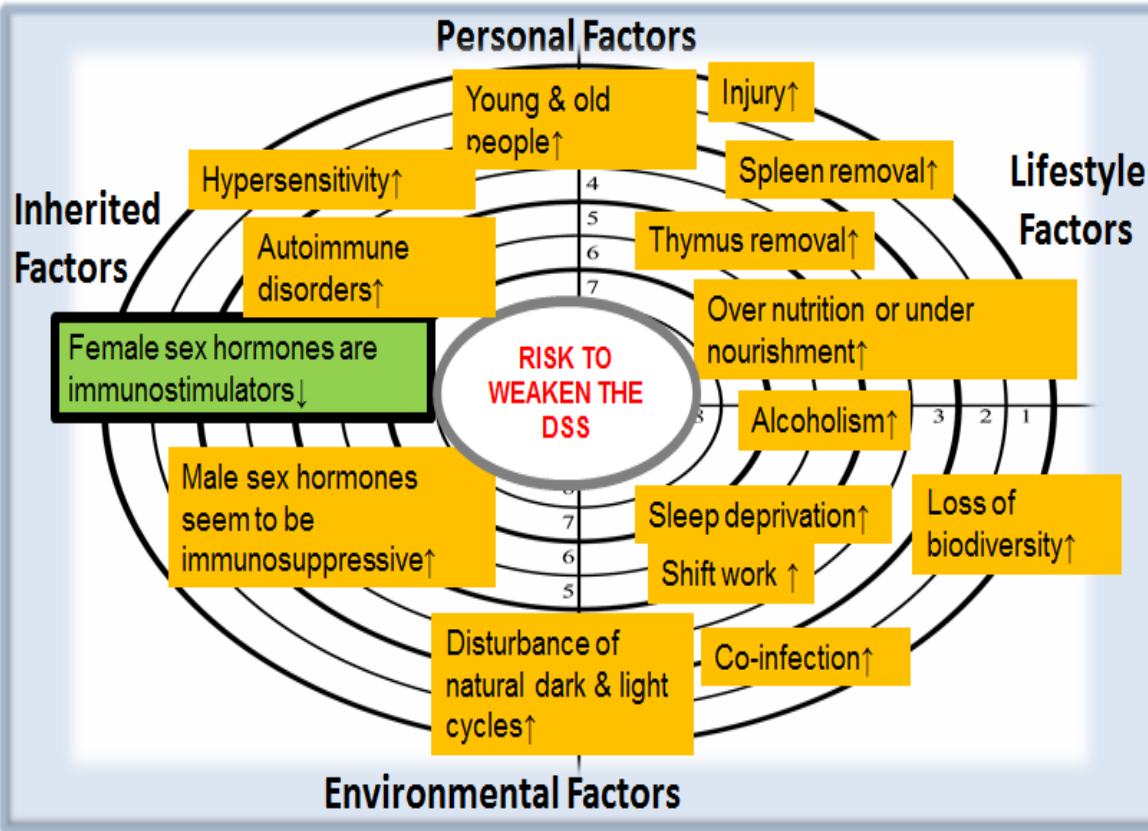 Personal Factors
Young & old
people↑
Injury↑
Hypersensitivity↑
Spleen removal↑
Lifestyle
Factors
Inherited
Factors
Autoimmune
disorders↑
Thymus removal↑
4
5
6
7
Over nutrition or under
nourishment↑
Female sex hormones are
immunostimulators↓
RISK TO
WEAKEN THE
DSS
8
Alcoholism↑
3
2
1
Male sex hormones
seem to be
immunosuppressive↑
7
6
5
Sleep deprivation↑
Loss of
biodiversity↑
Shift work ↑
Disturbance of
natural dark & light
cycles↑
Co-infection↑
Environmental Factors